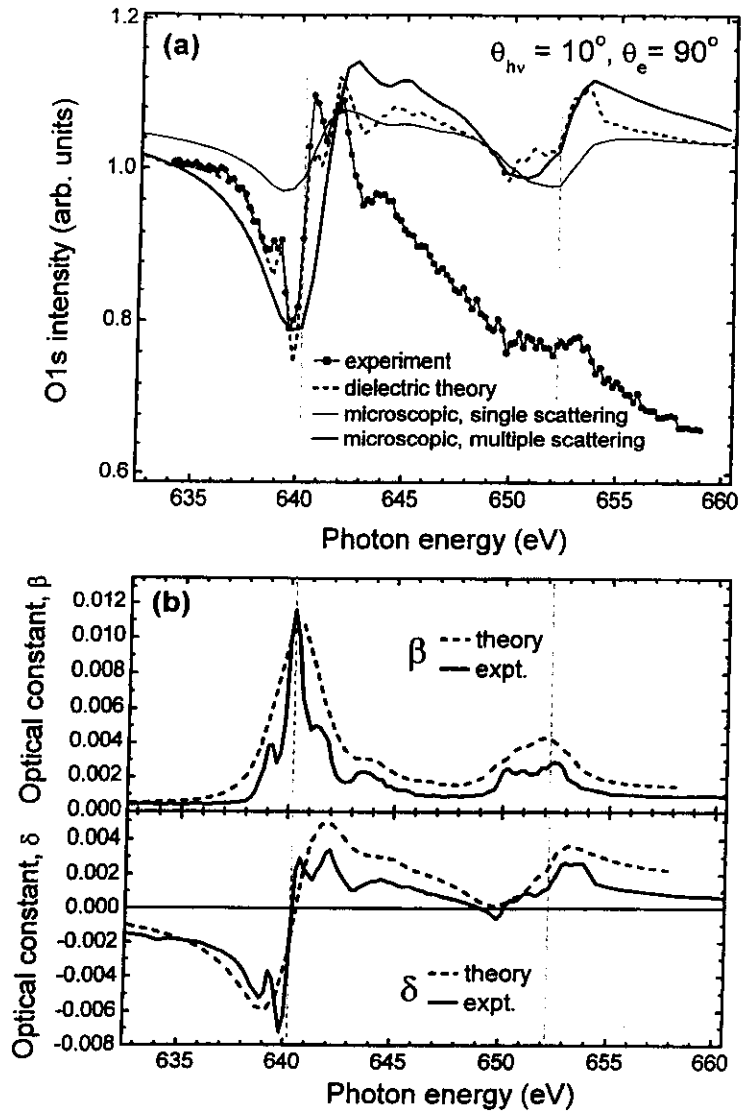 (a)
θhν = 10°, θe = 90°
1.2
1.0
0.8
0.6
O1s intensity (arb. units)
experiment
dielectric theory
microscopic, single scattering
microscopic, multiple scattering
635 640 645 650 655 660
Photon energy (eV)
(b)
Optical constant, β
0.012
0.010
0.008
0.006
0.004
0.002
0.000
β
theory
expt.
Optical constant, δ
0.004
0.002
0.000
-0.002
-0.004
-0.006
-0.008
δ
theory
expt.
635 640 645 650 655 660
Photon energy (eV)